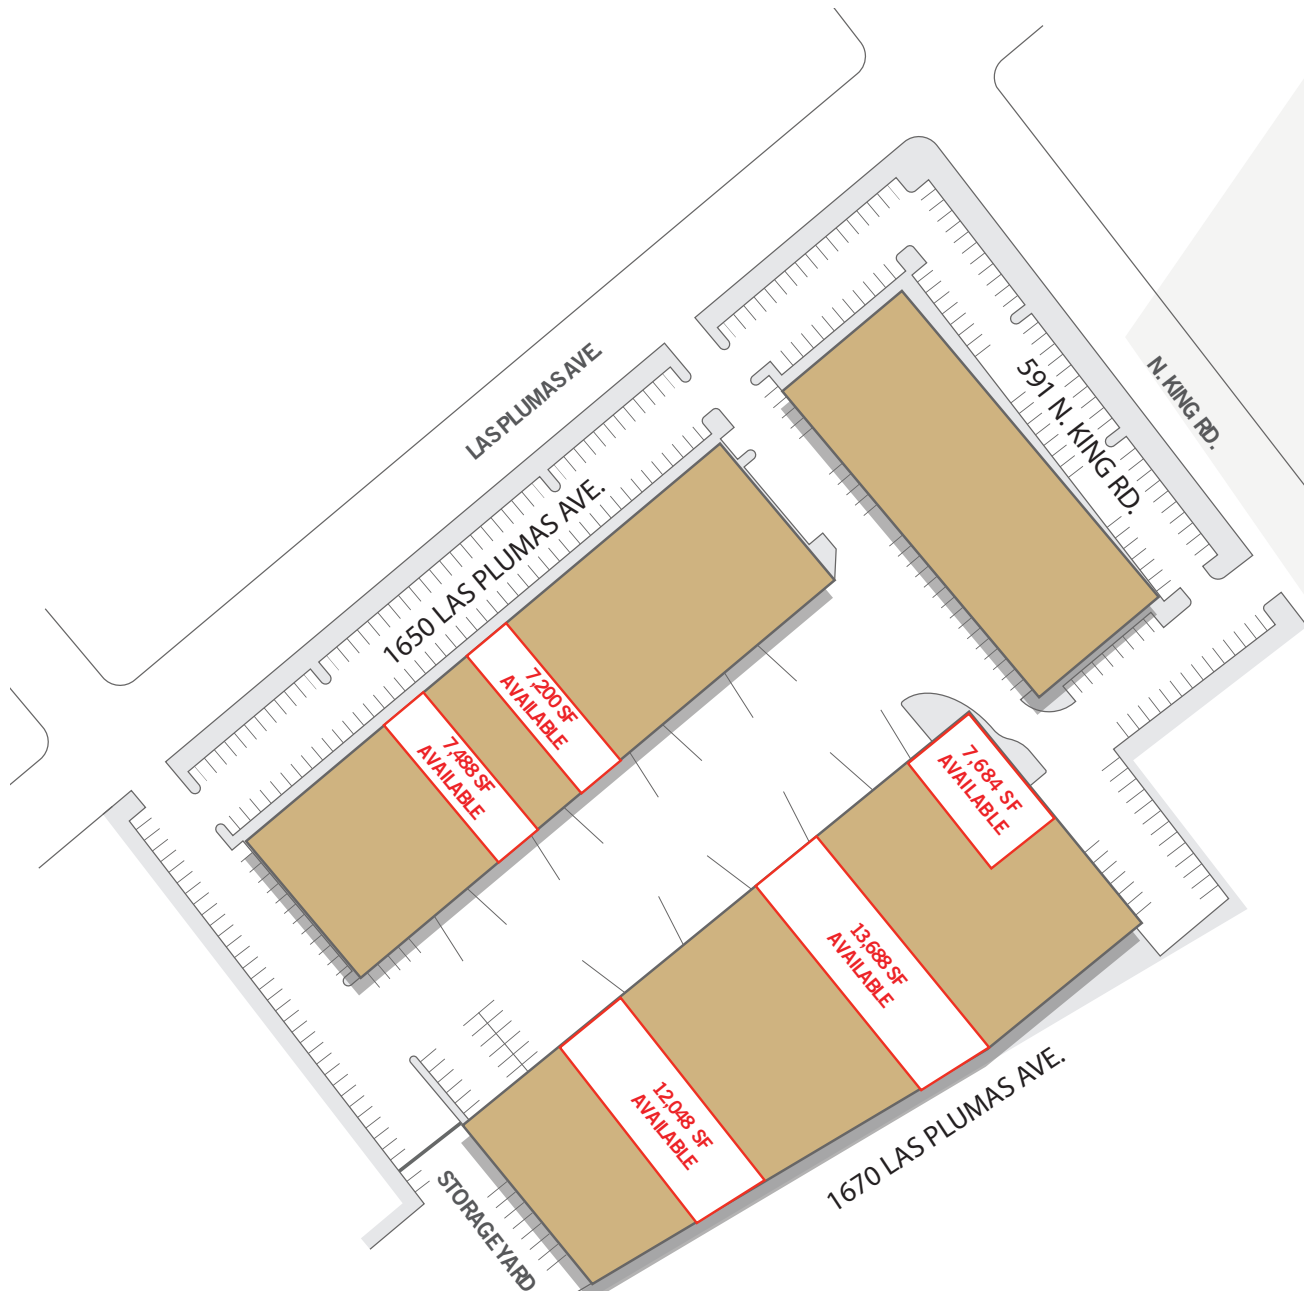 LAS PLUMAS AVE.
N. KING RD.
591 N. KING RD.
1650 LAS PLUMAS AVE.
7,200 SF
AVAILABLE
7,488 SF
AVAILABLE
7,684 SF
AVAILABLE
13,688 SF
AVAILABLE
12,048 SF
AVAILABLE
1670 LAS PLUMAS AVE.
STORAGE YARD